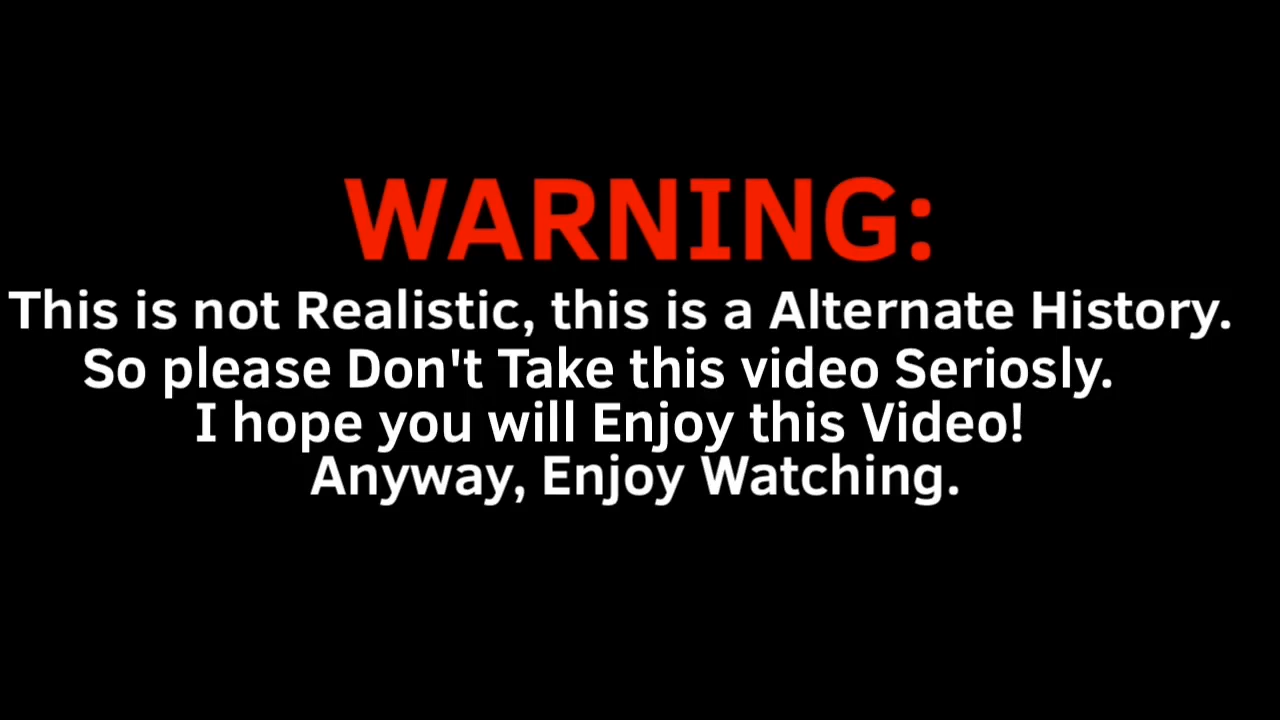 WARNING:
This is not Realistic, this is a Alternate History.
So please Don't Take this video Seriosly.
I hope you will Enjoy this Video!
Anyway, Enjoy Watching.